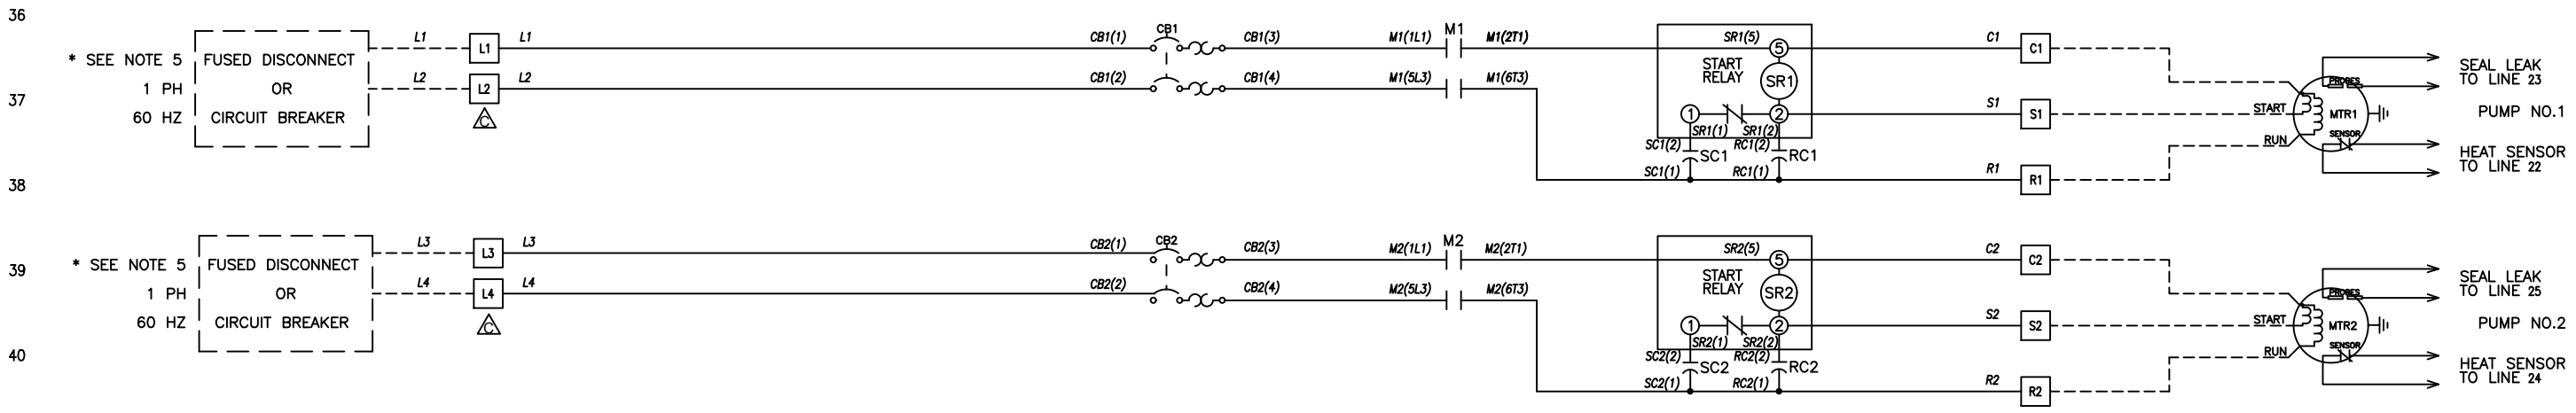 36
* SEE NOTE 5
1 PH
60 HZ
FUSED DISCONNECT
OR
CIRCUIT BREAKER
L1
L1
L1
L2
L2
L2
C
CB1(1)
CB1
CB1(3)
CB1(2)
CB1(4)
M1(1L1)
M1
M1(2T1)
M1(5L3)
M1(6T3)
SR1(5)
5
START
RELAY
SR1
1
2
SR1(1)
SR1(2)
SC1(2)
SC1
RC1(2)
RC1
SC1(1)
RC1(1)
C1
C1
S1
S1
R1
R1
START
RUN
PROBES
MTR1
SENSOR
SEAL LEAK
TO LINE 23
PUMP NO.1
HEAT SENSOR
TO LINE 22
37
38
39
* SEE NOTE 5
1 PH
60 HZ
FUSED DISCONNECT
OR
CIRCUIT BREAKER
L3
L3
L3
L4
L4
L4
C
CB2(1)
CB2
CB2(3)
CB2(2)
CB2(4)
M2(1L1)
M2
M2(2T1)
M2(5L3)
M2(6T3)
SR2(5)
5
START
RELAY
SR2
1
2
SR2(1)
SR2(2)
SC2(2)
SC2
RC2(2)
RC2
SC2(1)
RC2(1)
C2
C2
S2
S2
R2
R2
START
RUN
PROBES
MTR2
SENSOR
SEAL LEAK
TO LINE 25
PUMP NO.2
HEAT SENSOR
TO LINE 24
40